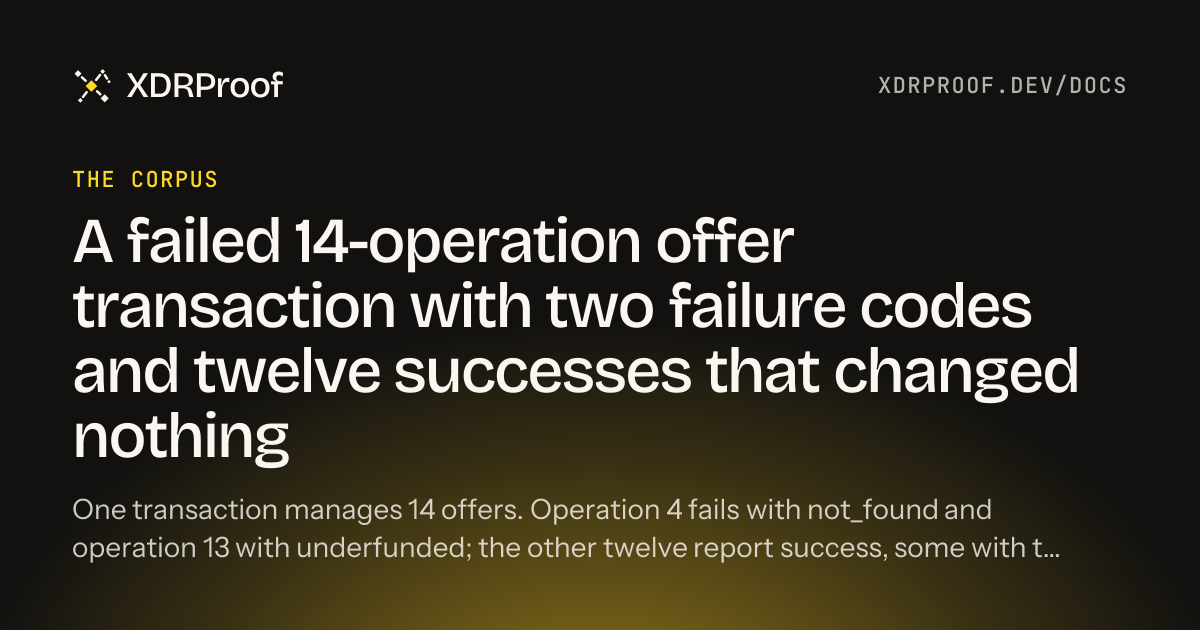 XDRProof
XDRPROOF.DEV/DOCS
THE CORPUS
A failed 14-operation offer
transaction with two failure codes
and twelve successes that changed
nothing
One transaction manages 14 offers. Operation 4 fails with not_found and
operation 13 with underfunded; the other twelve report success, some with t…